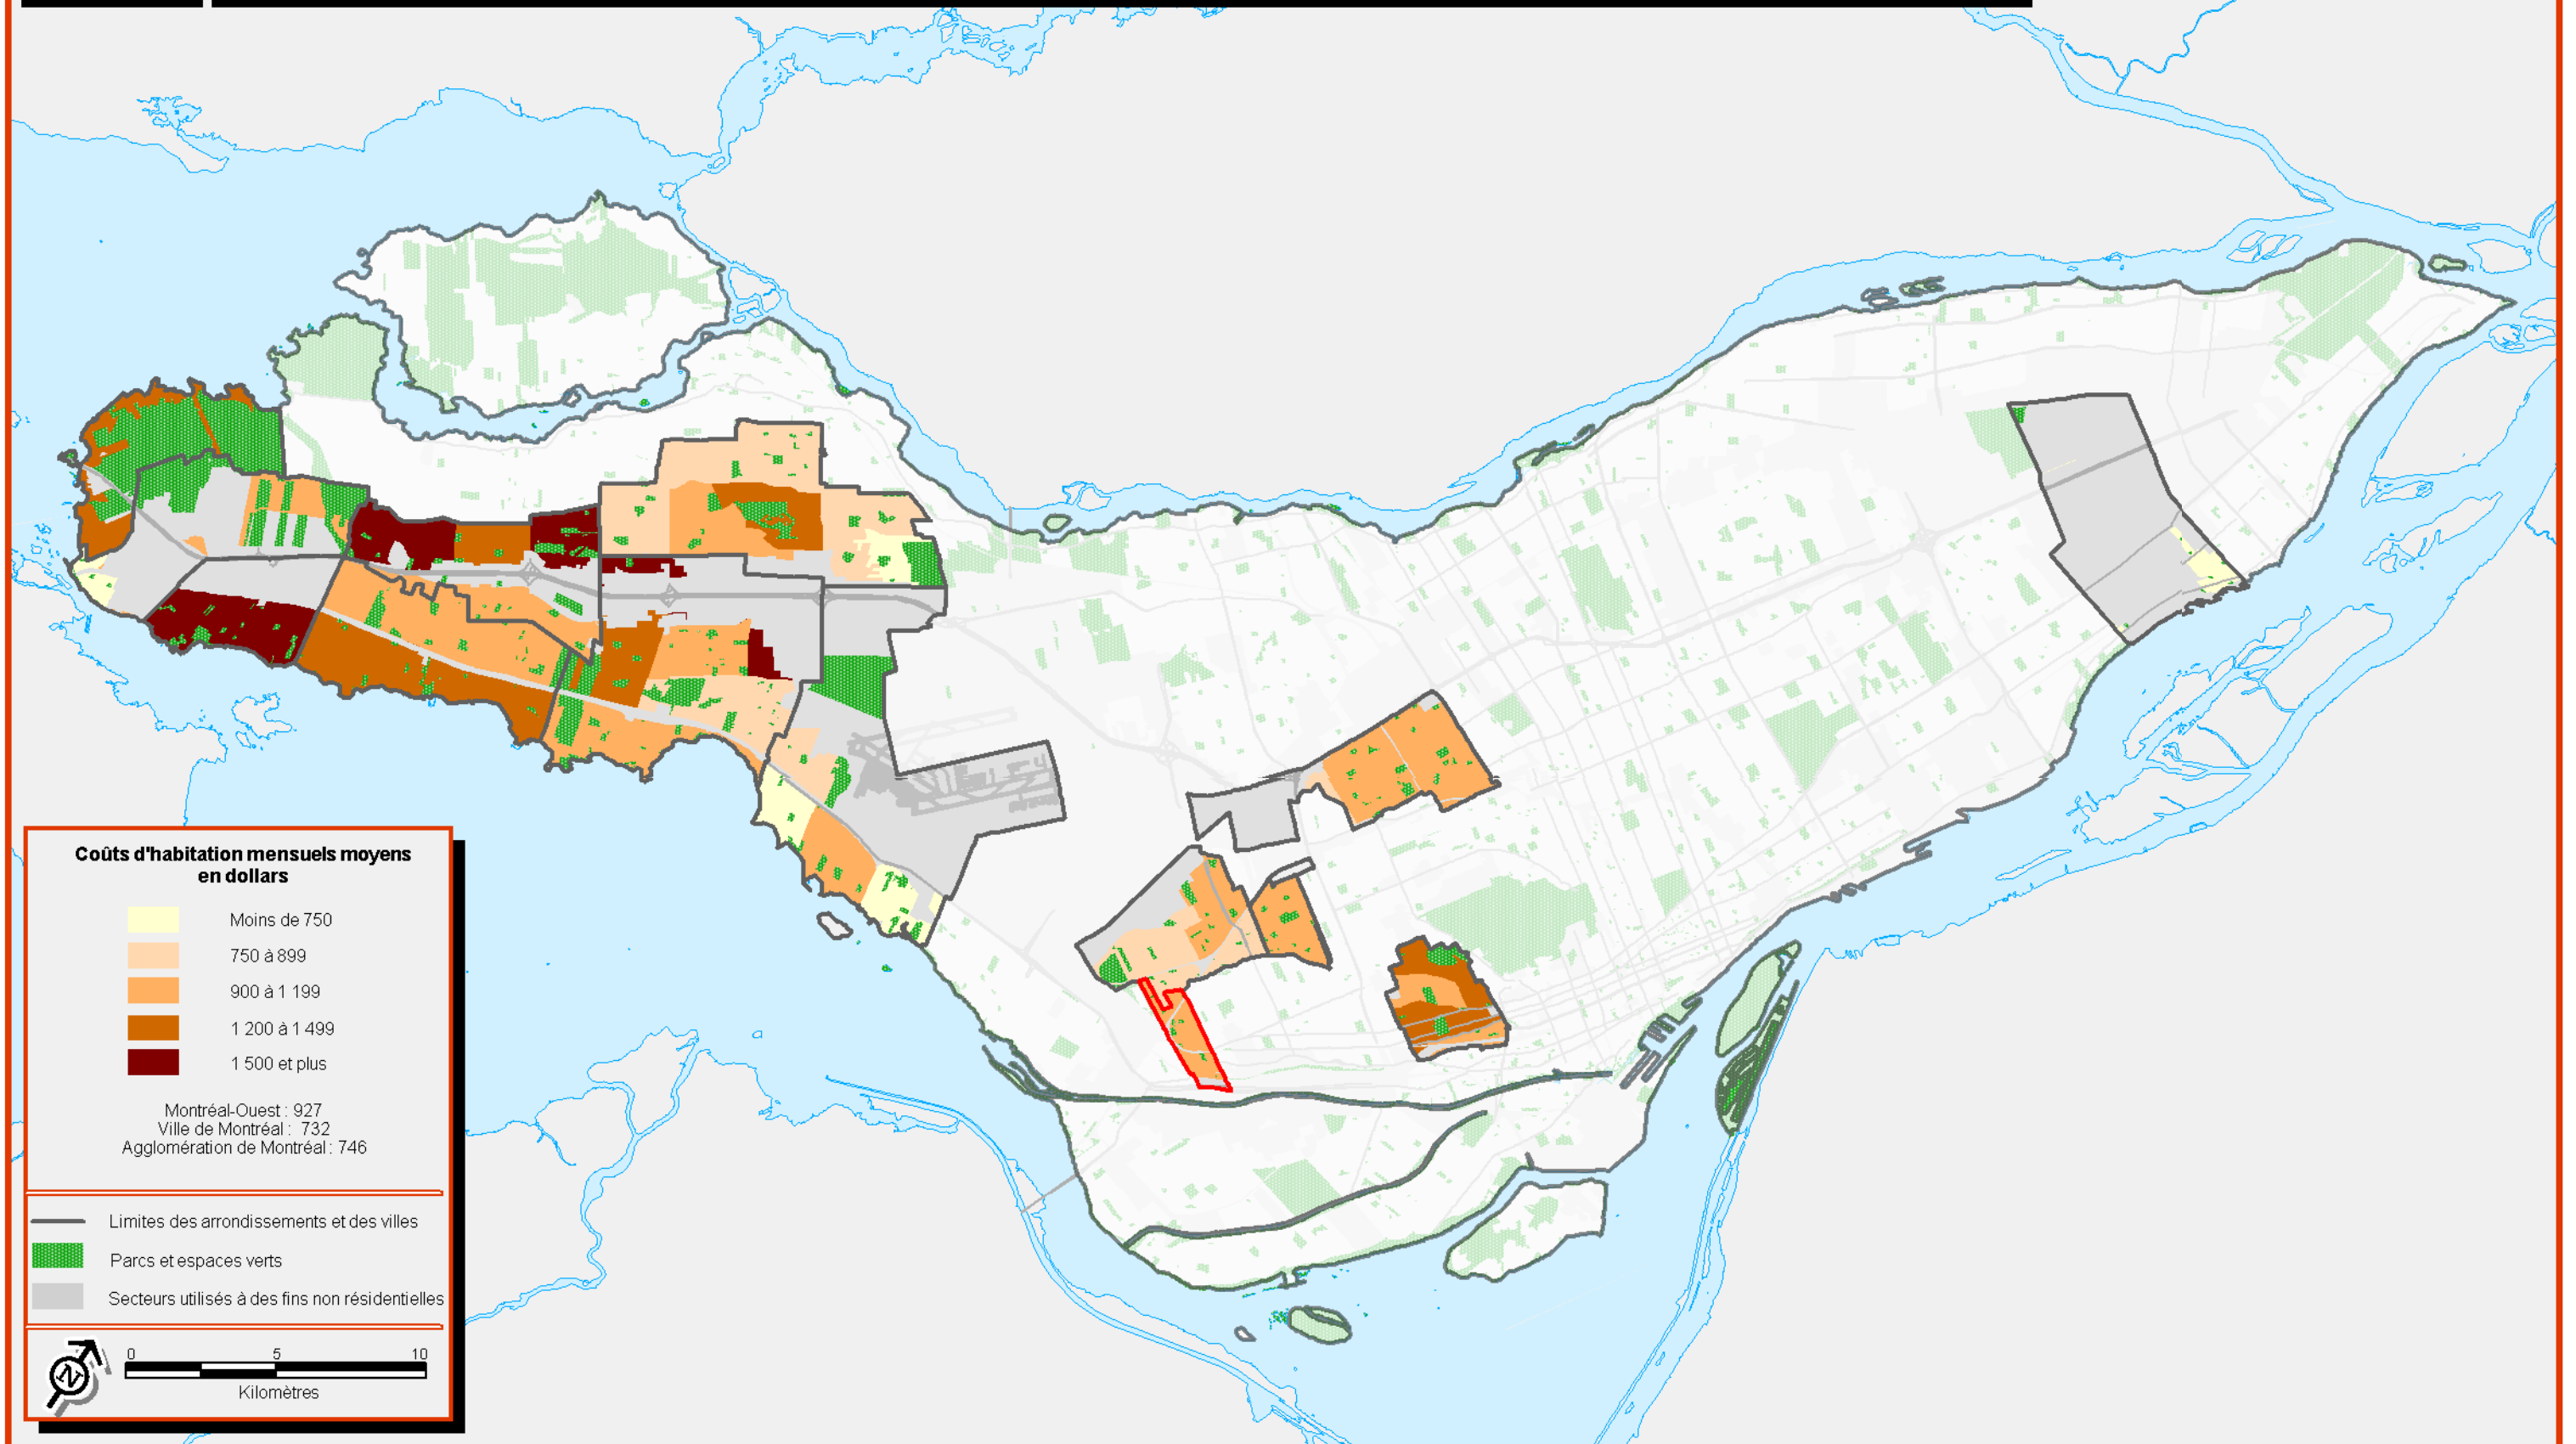 Coûts d'habitation mensuels moyens
en dollars
Moins de 750
750 à 899
900 à 1 199
1 200 à 1 499
1 500 et plus
Montréal-Ouest : 927
Ville de Montréal : 732
Agglomération de Montréal : 746
Limites des arrondissements et des villes
Parcs et espaces verts
Secteurs utilisés à des fins non résidentielles
N
0 5 10
Kilomètres